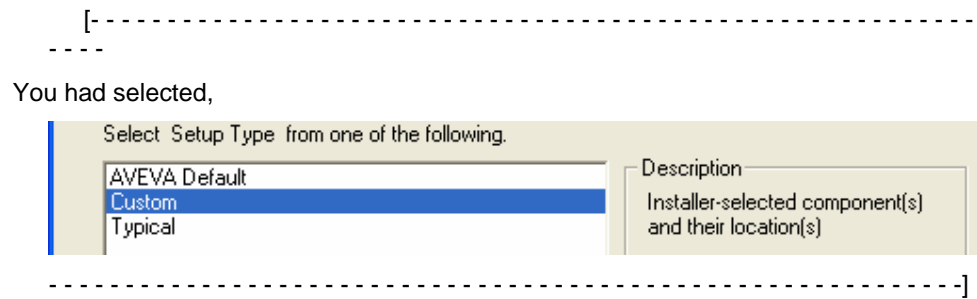 [- - - - - - - - - - - - - - - - - - - - - - - - - - - - - - - - - - - - - - - - - - - - - - - - - - - - - - - - - - - - - - - - -
- - - -
You had selected,
Select Setup Type from one of the following.
AVEVA Default
Custom
Typical
Description
Installer-selected component(s)
and their location(s)
- - - - - - - - - - - - - - - - - - - - - - - - - - - - - - - - - - - - - - - - - - - - - - - - - - - - - - - - - - - - - - - - -]